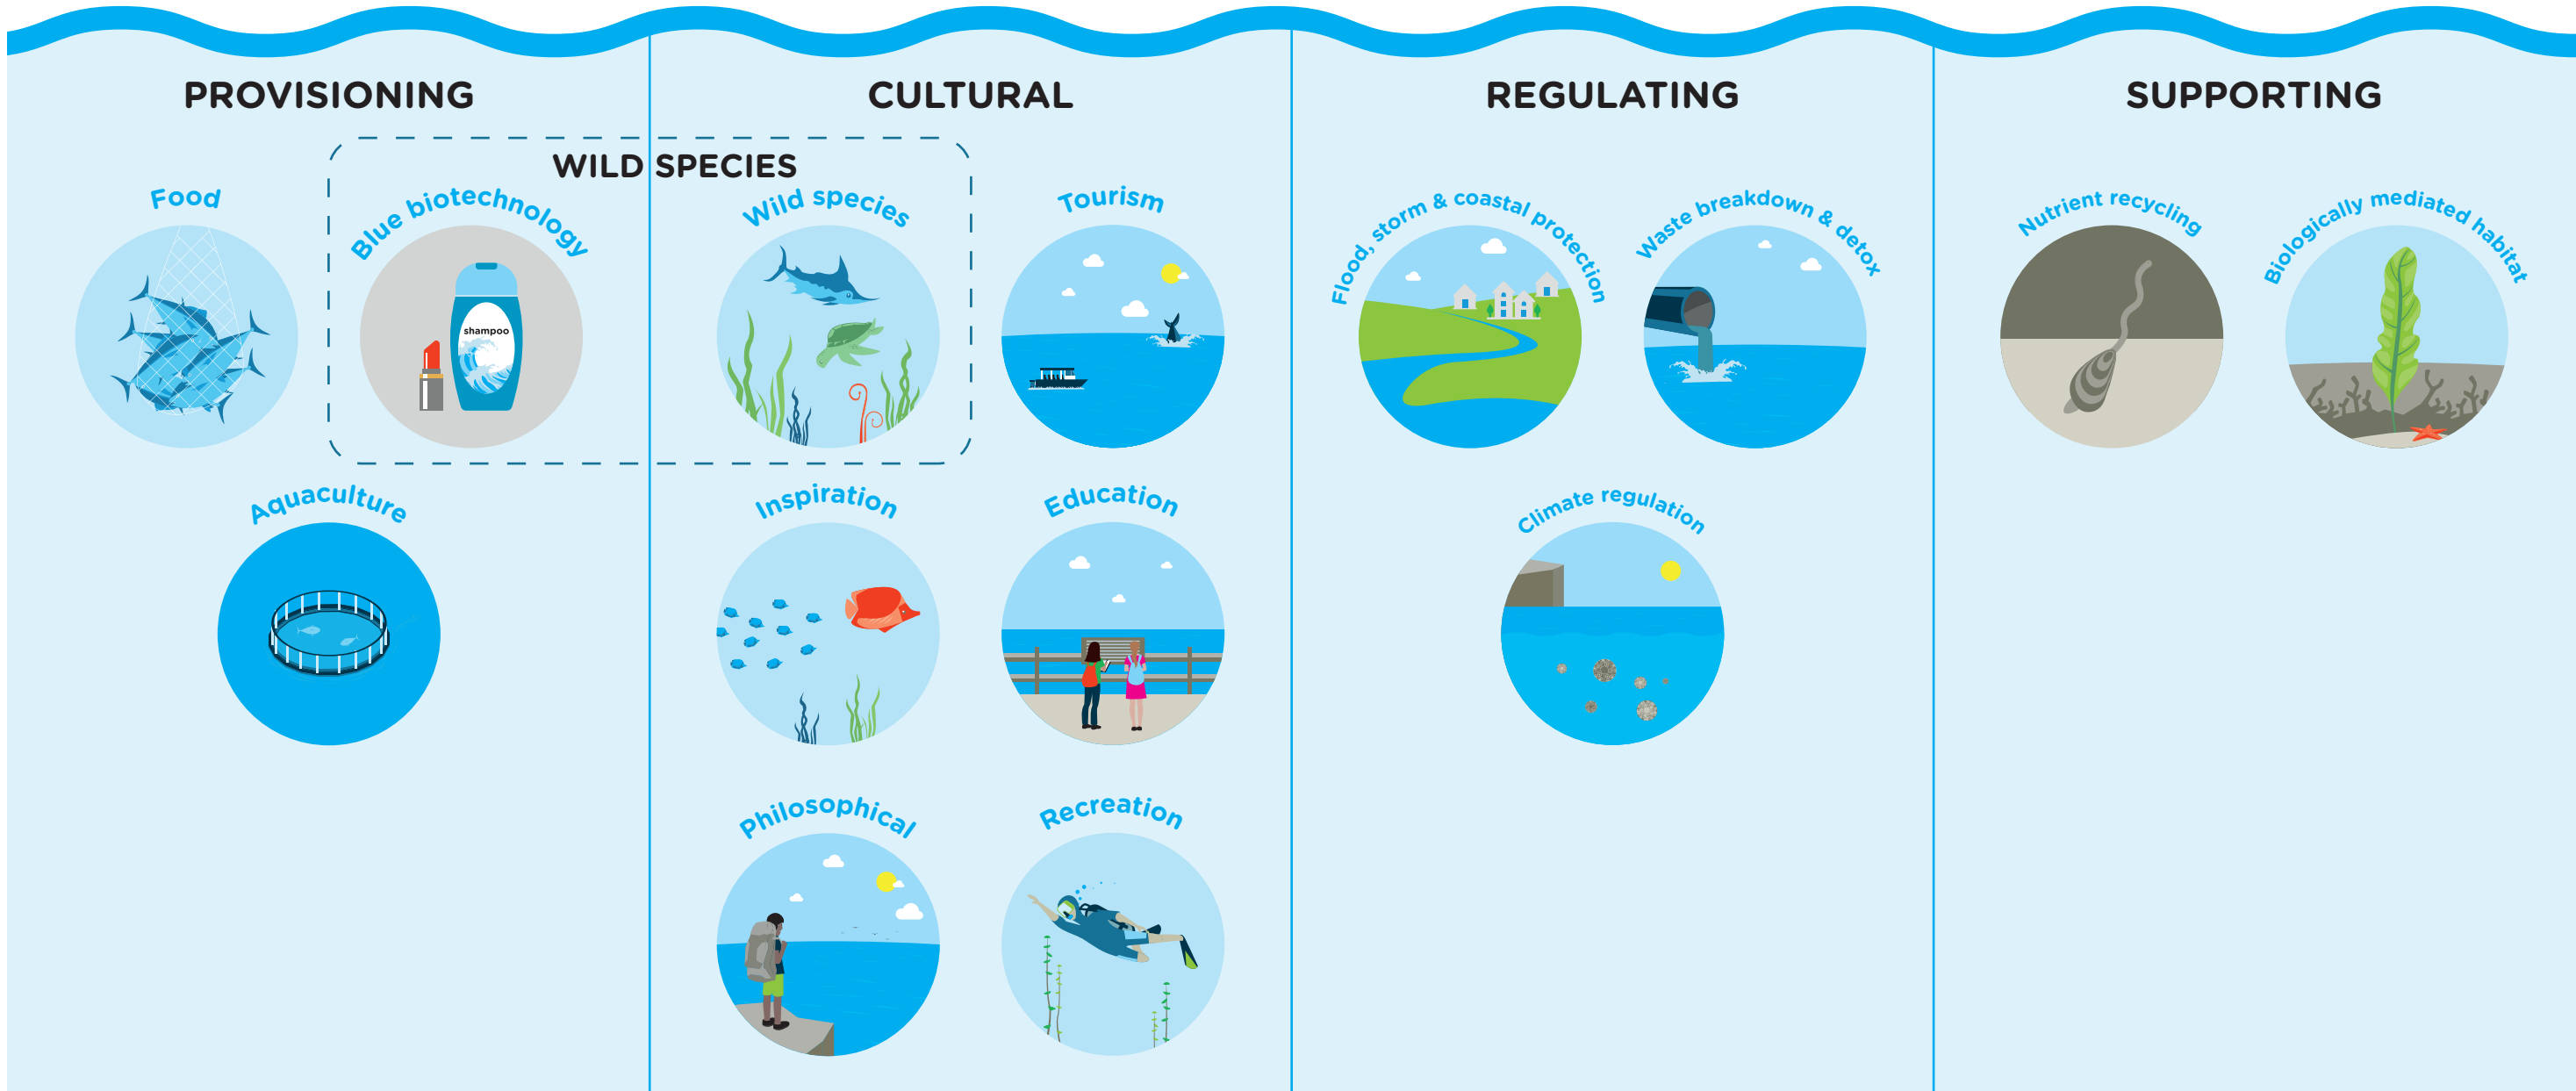 PROVISIONING
CULTURAL
REGULATING
SUPPORTING
WILD SPECIES
Food
Blue biotechnology
shampoo
Wild species
Tourism
Flood, storm & coastal protection
Waste breakdown & detox
Nutrient recycling
Biologically mediated habitat
Aquaculture
Inspiration
Education
Climate regulation
Philosophical
Recreation